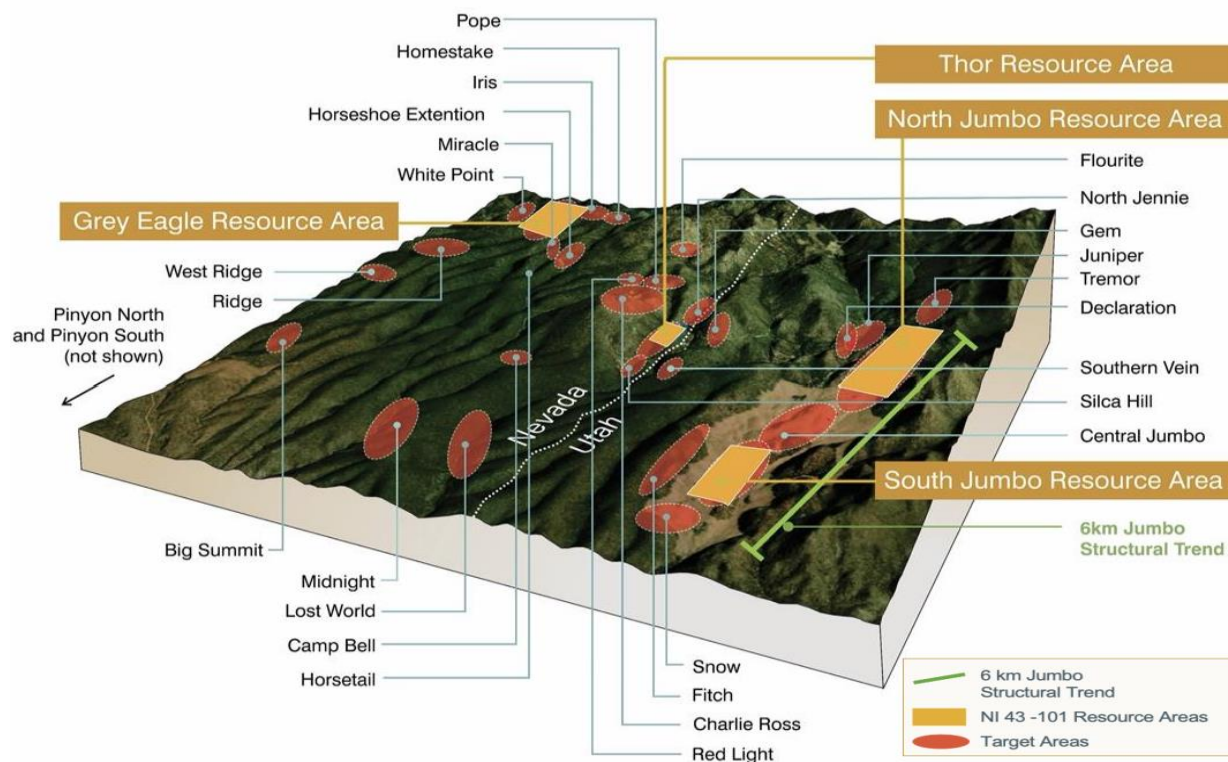 Pope
Homestake
Iris
Horseshoe Extention
Miracle
White Point
Grey Eagle Resource Area
West Ridge
Ridge
Pinyon North
and Pinyon South
(not shown)
Big Summit
Midnight
Lost World
Camp Bell
Horsetail
Nevada
Utah
Thor Resource Area
North Jumbo Resource Area
Flourite
North Jennie
Gem
Juniper
Tremor
Declaration
Southern Vein
Silca Hill
Central Jumbo
South Jumbo Resource Area
6km Jumbo
Structural Trend
Snow
Fitch
Charlie Ross
Red Light
6 km Jumbo
Structural Trend
NI 43 -101 Resource Areas
Target Areas